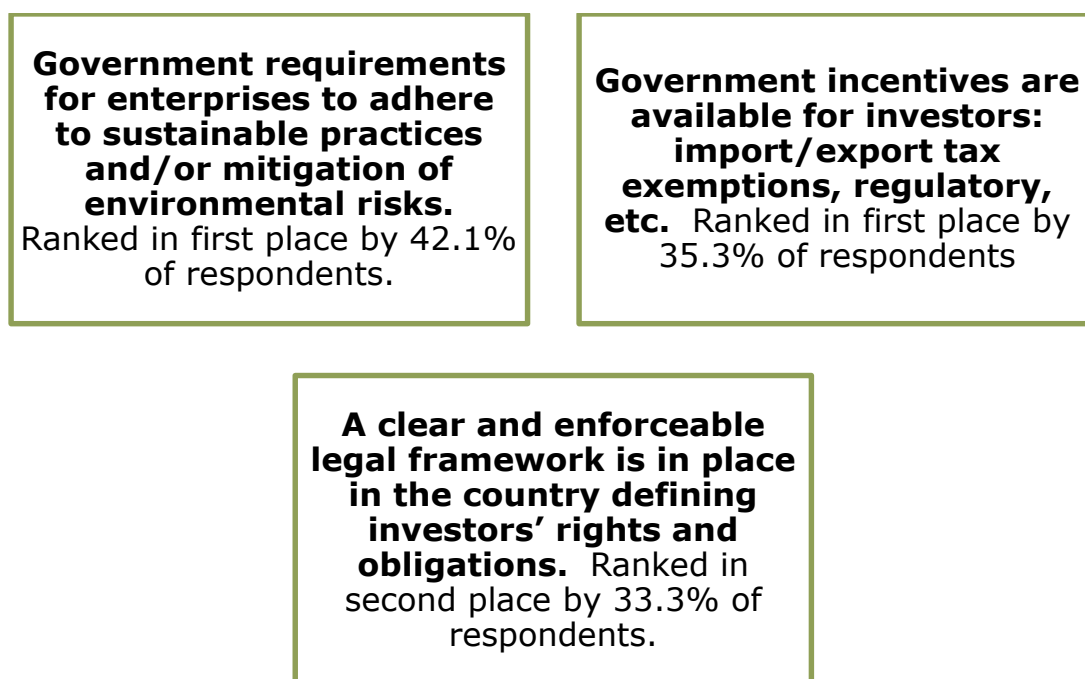 Government requirements
for enterprises to adhere
to sustainable practices
and/or mitigation of
environmental risks.
Ranked in first place by 42.1%
of respondents.
Government incentives are
available for investors:
import/export tax
exemptions, regulatory,
etc.  Ranked in first place by
35.3% of respondents
A clear and enforceable
legal framework is in place
in the country defining
investors’ rights and
obligations.  Ranked in
second place by 33.3% of
respondents.